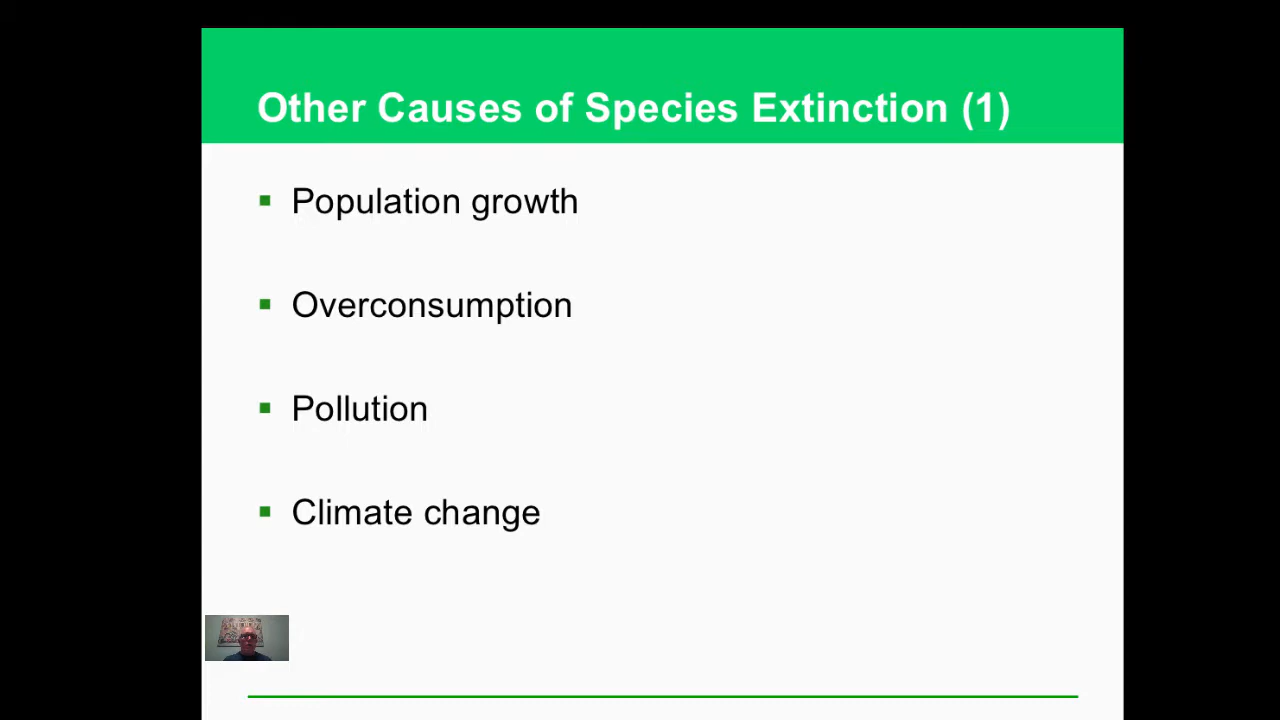 Other Causes of Species Extinction (1)
Population growth
Overconsumption
Pollution
Climate change